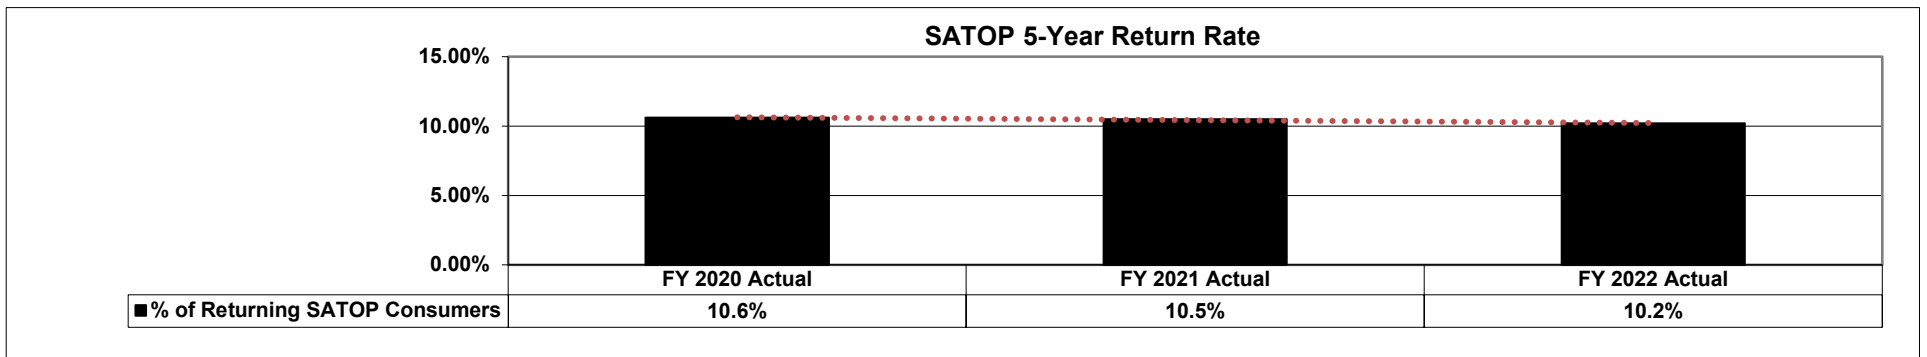 SATOP 5-Year Return Rate
15.00%
10.00%
5.00%
0.00%
FY 2020 Actual FY 2021 Actual FY 2022 Actual
% of Returning SATOP Consumers 10.6% 10.5% 10.2%